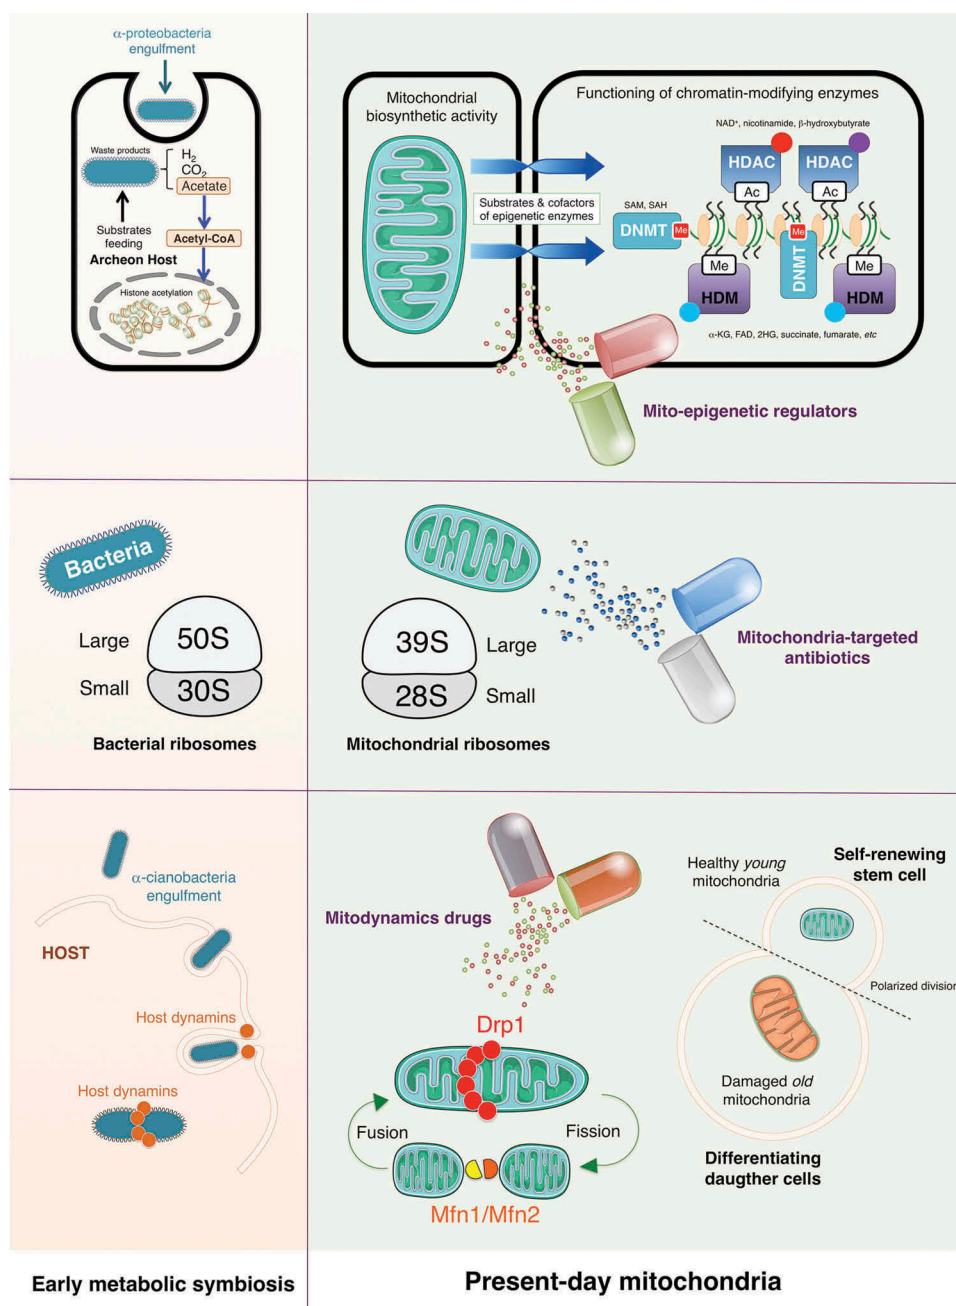 α-proteobacteria
engulfment
Waste products
H2
CO2
Acetate
Substrates
feeding
Acetyl-CoA
Archeon Host
Histone acetylation
Mitochondrial
biosynthetic activity
Substrates & cofactors
of epigenetic enzymes
Functioning of chromatin-modifying enzymes
NAD+, nicotinamide, β-hydroxybutyrate
HDAC
HDAC
Ac
Ac
SAM, SAH
DNMT
Me
Me
DNMT
Me
Me
HDM
HDM
α-KG, FAD, 2HG, succinate, fumarate, etc
Mito-epigenetic regulators
Bacteria
Large
50S
Small
30S
Bacterial ribosomes
39S
Large
28S
Small
Mitochondrial ribosomes
Mitochondria-targeted
antibiotics
α-cianobacteria
engulfment
HOST
Host dynamins
Host dynamins
Mitodynamics drugs
Drp1
Fusion
Fission
Mfn1/Mfn2
Healthy young
mitochondria
Self-renewing
stem cell
Polarized division
Damaged old
mitochondria
Differentiating
daugther cells
Early metabolic symbiosis
Present-day mitochondria